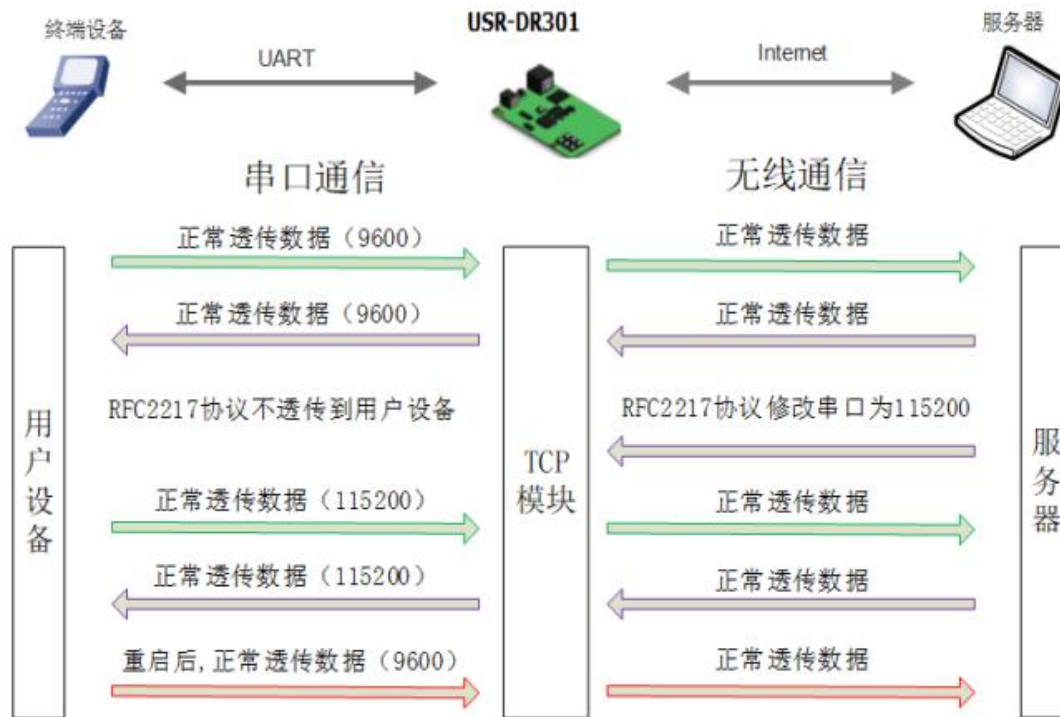 终端设备
USR-DR301
服务器
UART
Internet
串口通信
无线通信
正常透传数据（9600）
正常透传数据
正常透传数据（9600）
正常透传数据
RFC2217协议不透传到用户设备
RFC2217协议修改串口为115200
用户设备
TCP
模块
服务器
正常透传数据（115200）
正常透传数据
正常透传数据（115200）
正常透传数据
重启后,正常透传数据（9600）
正常透传数据